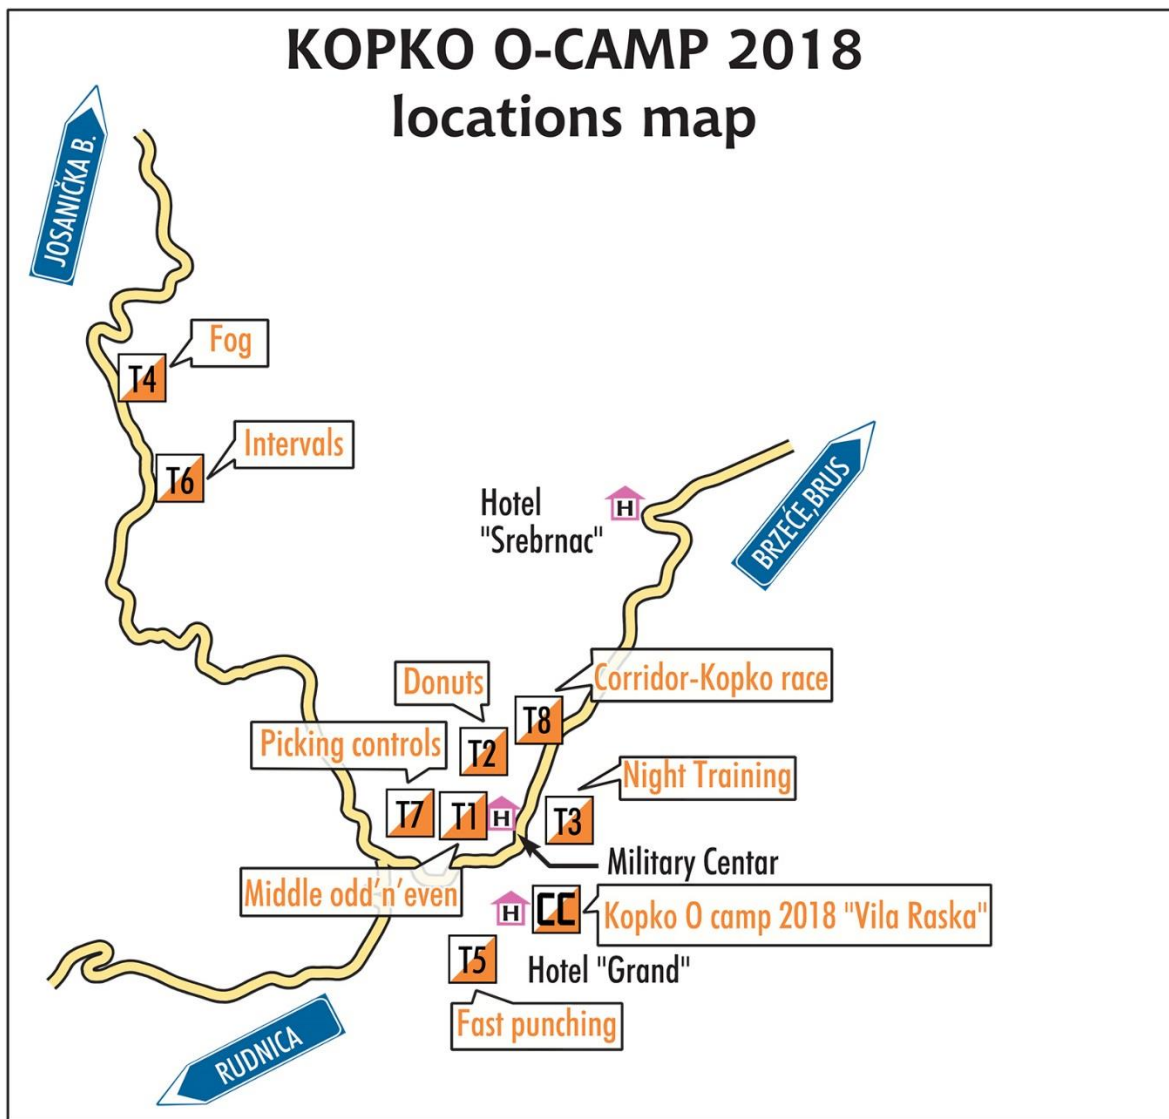 KOPKO O-CAMP 2018
locations map
JOSANIČKA B.
Fog
T4
Intervals
T6
BRZEĆE,BRUS
Hotel
"Srebrnac"
H
Donuts
Corridor-Kopko race
T8
Picking controls
T2
Night Training
T7
T1
H
T3
Military Centar
Middle odd'n'even
H
CC
Kopko O camp 2018 "Vila Raska"
T5
Hotel "Grand"
Fast punching
RUDNICA